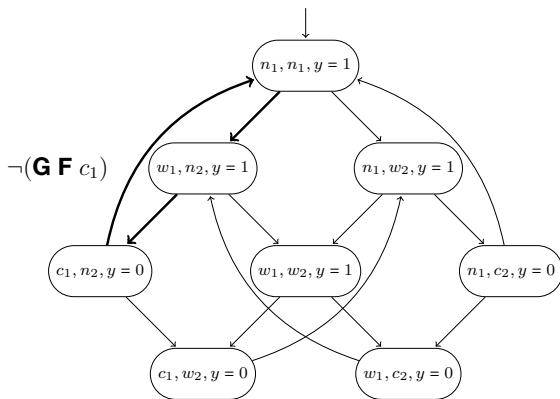 n₁, n₁, y = 1
¬(G F c₁)
w₁, n₂, y = 1
n₁, w₂, y = 1
c₁, n₂, y = 0
w₁, w₂, y = 1
n₁, c₂, y = 0
c₁, w₂, y = 0
w₁, c₂, y = 0